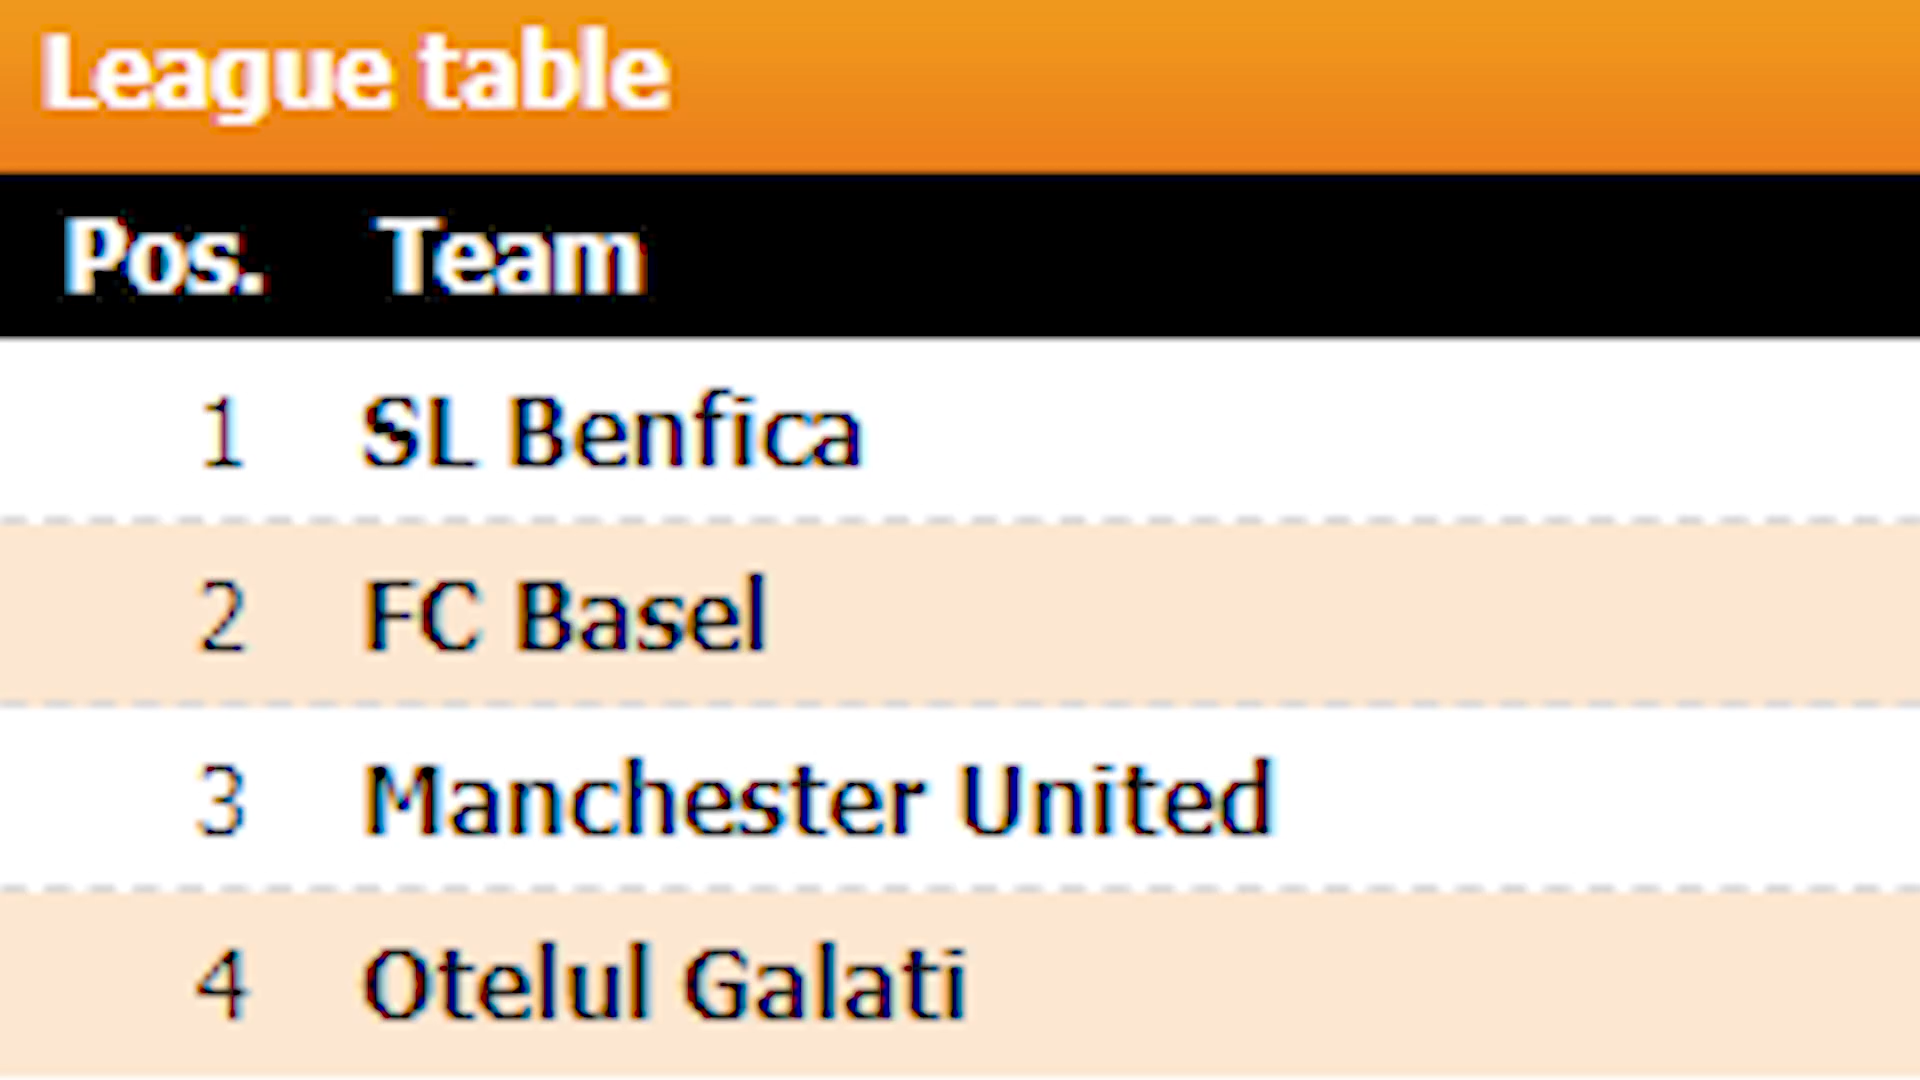 League table
Pos. Team
1 SL Benfica
2 FC Basel
3 Manchester United
4 Otelul Galati